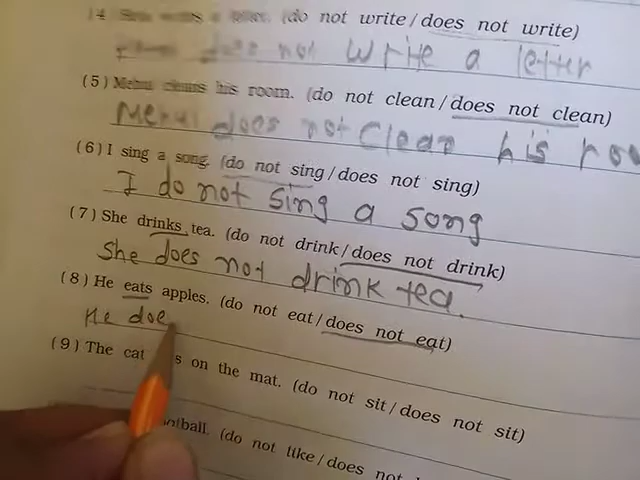 (do not write / does not write)
does not write a letter
(5) Mehul cleans his room. (do not clean / does not clean)
Mehul does not clean his
(6) I sing a song. (do not sing / does not sing)
I do not sing a song
(7) She drinks tea. (do not drink / does not drink)
She does not drink tea.
(8) He eats apples. (do not eat / does not eat)
He doe
(9) The cat on the mat. (do not sit / does not sit)
(do not like / does not